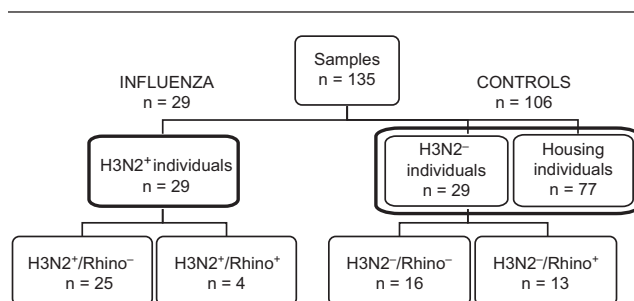 Samples
n = 135
INFLUENZA
n = 29
CONTROLS
n = 106
H3N2⁺ individuals
n = 29
H3N2⁻
individuals
n = 29
Housing
individuals
n = 77
H3N2⁺/Rhino⁻
n = 25
H3N2⁺/Rhino⁺
n = 4
H3N2⁻/Rhino⁻
n = 16
H3N2⁻/Rhino⁺
n = 13